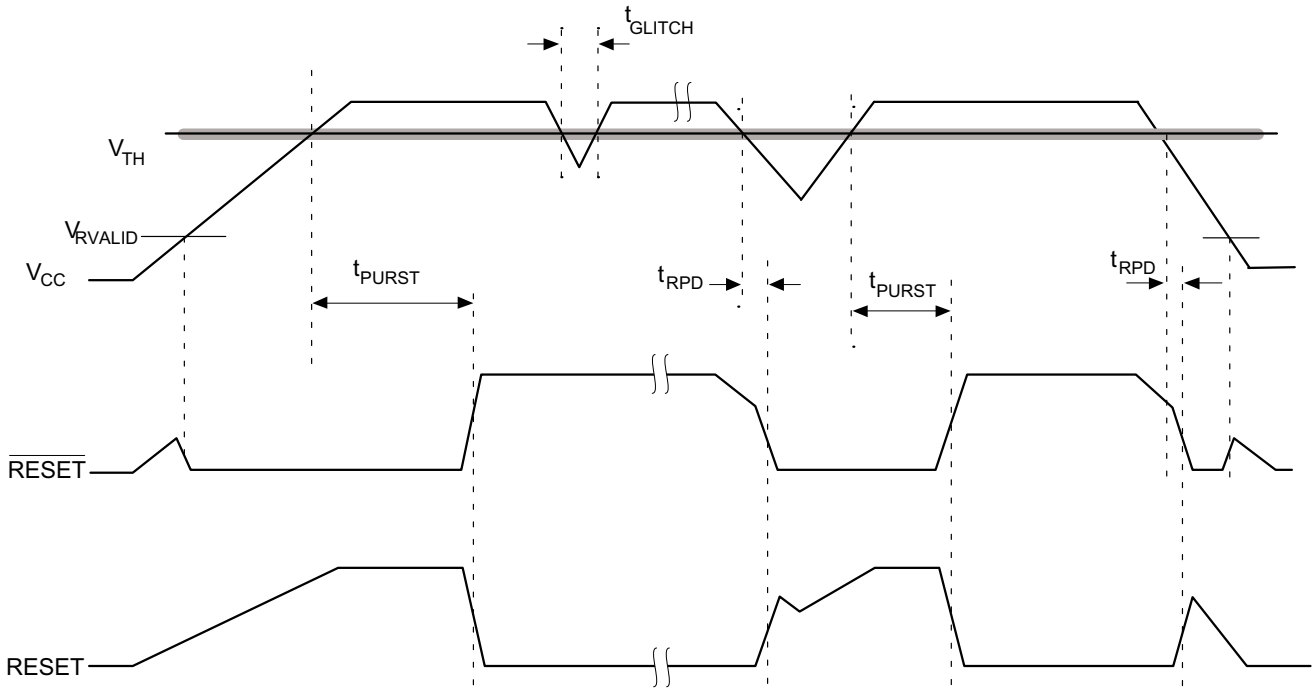 tGLITCH
VTH
VRVALID
VCC
tPURST
tRPD
tPURST
tRPD
RESET
RESET